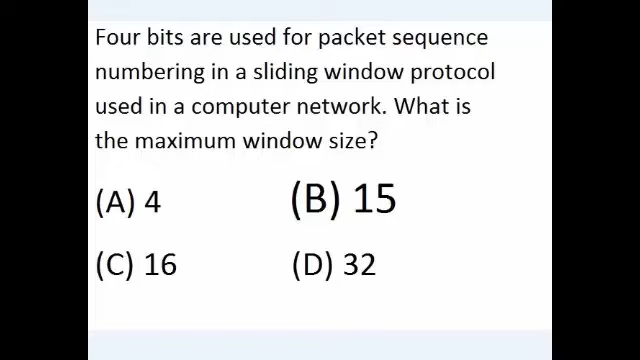 Four bits are used for packet sequence
numbering in a sliding window protocol
used in a computer network. What is
the maximum window size?
(A) 4 (B) 15
(C) 16 (D) 32